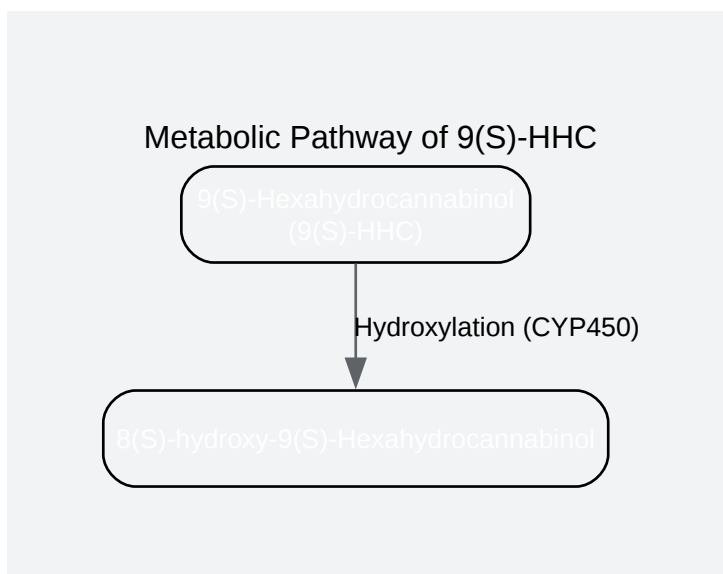 Metabolic Pathway of 9(S)-HHC
9(S)-Hexahydrocannabinol
(9(S)-HHC)
Hydroxylation (CYP450)
8(S)-hydroxy-9(S)-Hexahydrocannabinol